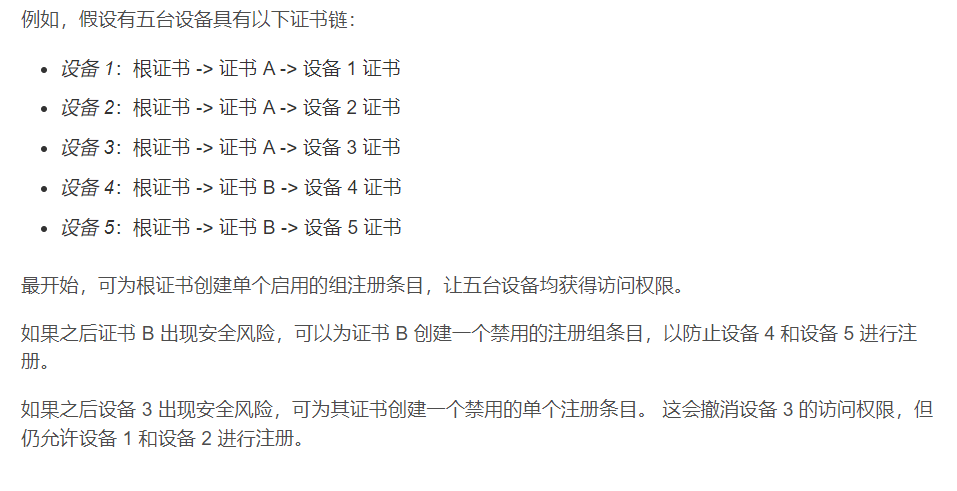 例如，假设有五台设备具有以下证书链：
• 设备 1：根证书 -> 证书 A -> 设备 1 证书
• 设备 2：根证书 -> 证书 A -> 设备 2 证书
• 设备 3：根证书 -> 证书 A -> 设备 3 证书
• 设备 4：根证书 -> 证书 B -> 设备 4 证书
• 设备 5：根证书 -> 证书 B -> 设备 5 证书
最开始，可为根证书创建单个启用的组注册条目，让五台设备均获得访问权限。
如果之后证书 B 出现安全风险，可以为证书 B 创建一个禁用的注册组条目，以防止设备 4 和设备 5 进行注
册。
如果之后设备 3 出现安全风险，可为其证书创建一个禁用的单个注册条目。 这会撤消设备 3 的访问权限，但
仍允许设备 1 和设备 2 进行注册。